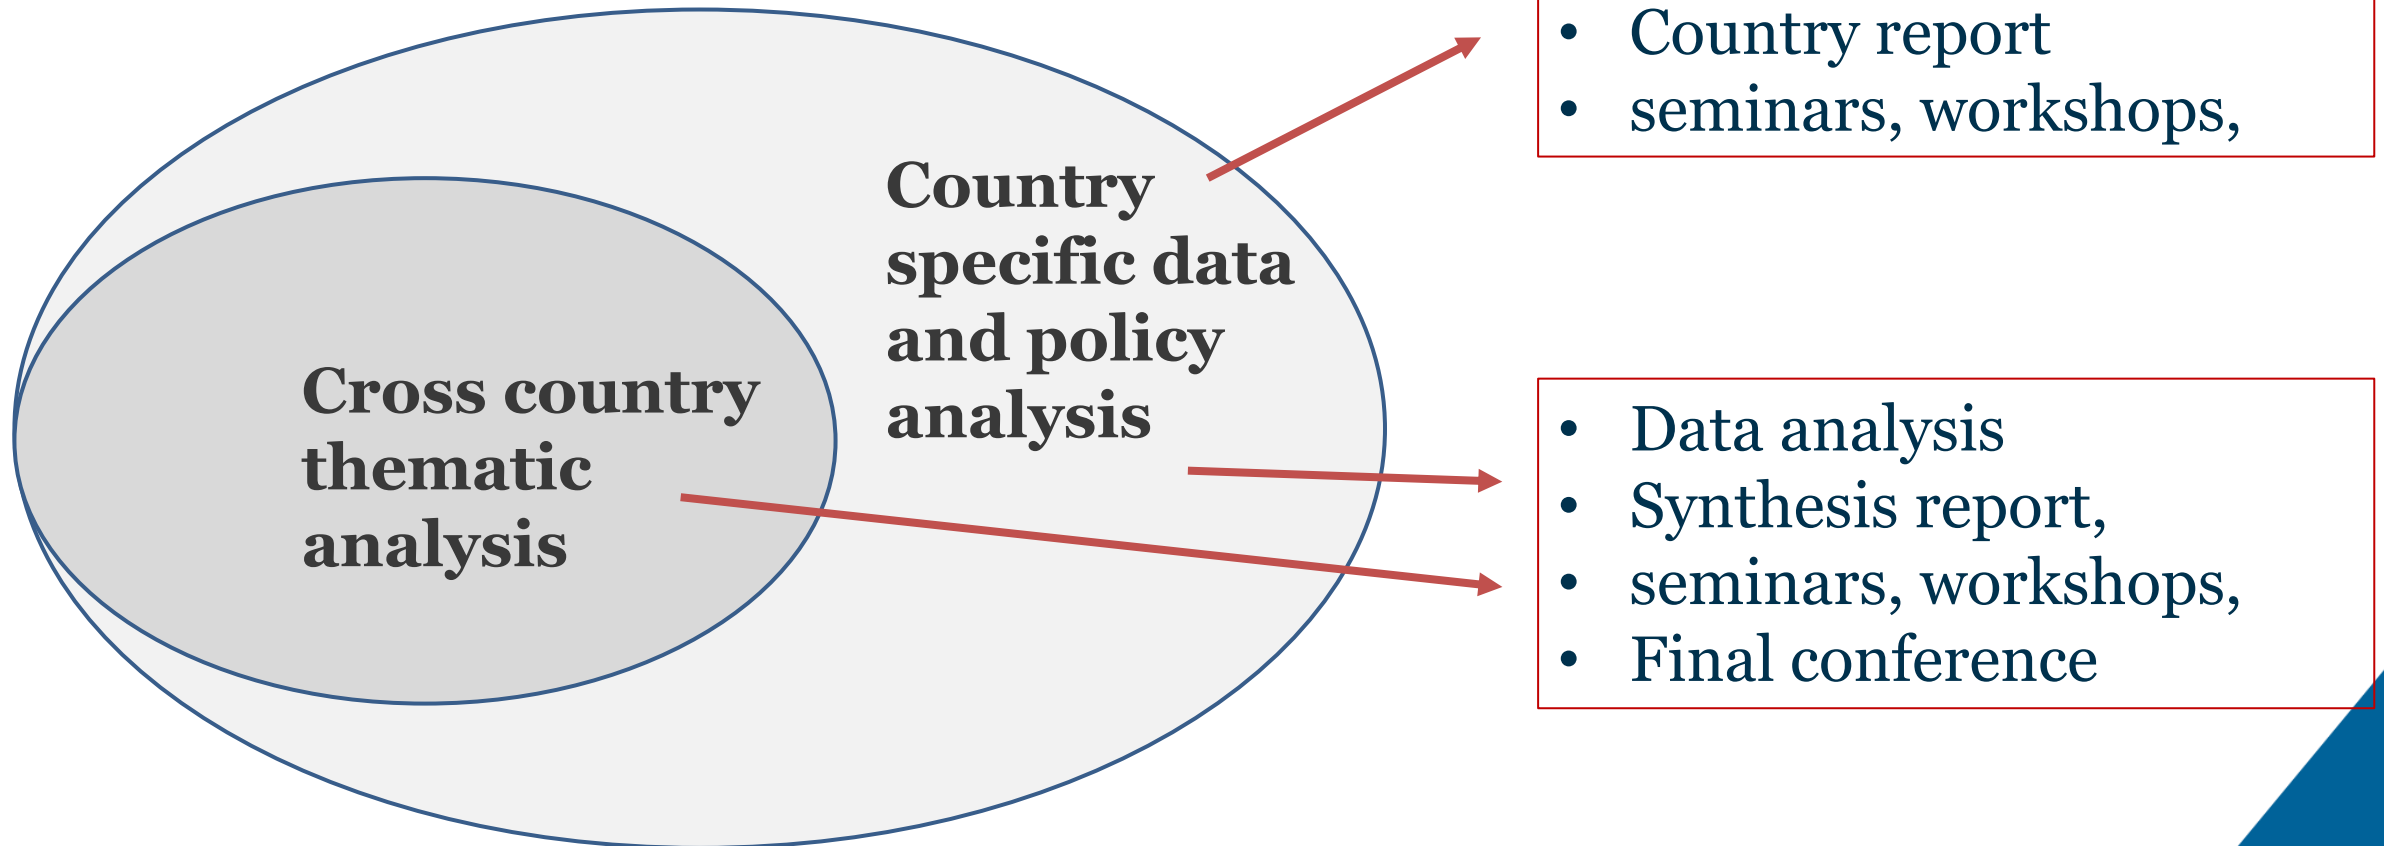 • Country report
• seminars, workshops,
Country
specific data
and policy
analysis
Cross country
thematic
analysis
• Data analysis
• Synthesis report,
• seminars, workshops,
• Final conference